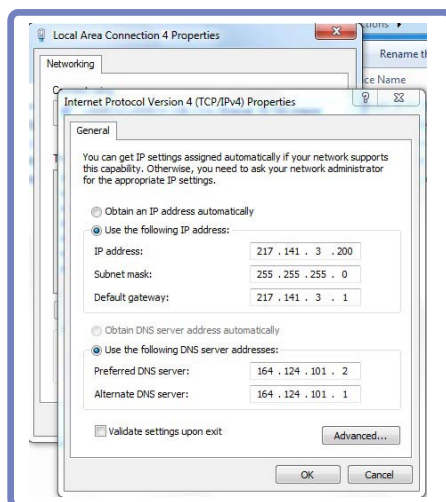 Local Area Connection 4 Properties
Rename
Networking
Internet Protocol Version 4 (TCP/IPv4) Properties
General
You can get IP settings assigned automatically if your network supports
this capability. Otherwise, you need to ask your network administrator
for the appropriate IP settings.
Obtain an IP address automatically
Use the following IP address:
IP address: 217 . 141 . 3 . 200
Subnet mask: 255 . 255 . 255 . 0
Default gateway: 217 . 141 . 3 . 1
Obtain DNS server address automatically
Use the following DNS server addresses:
Preferred DNS server: 164 . 124 . 101 . 2
Alternate DNS server: 164 . 124 . 101 . 1
Validate settings upon exit
Advanced...
OK Cancel